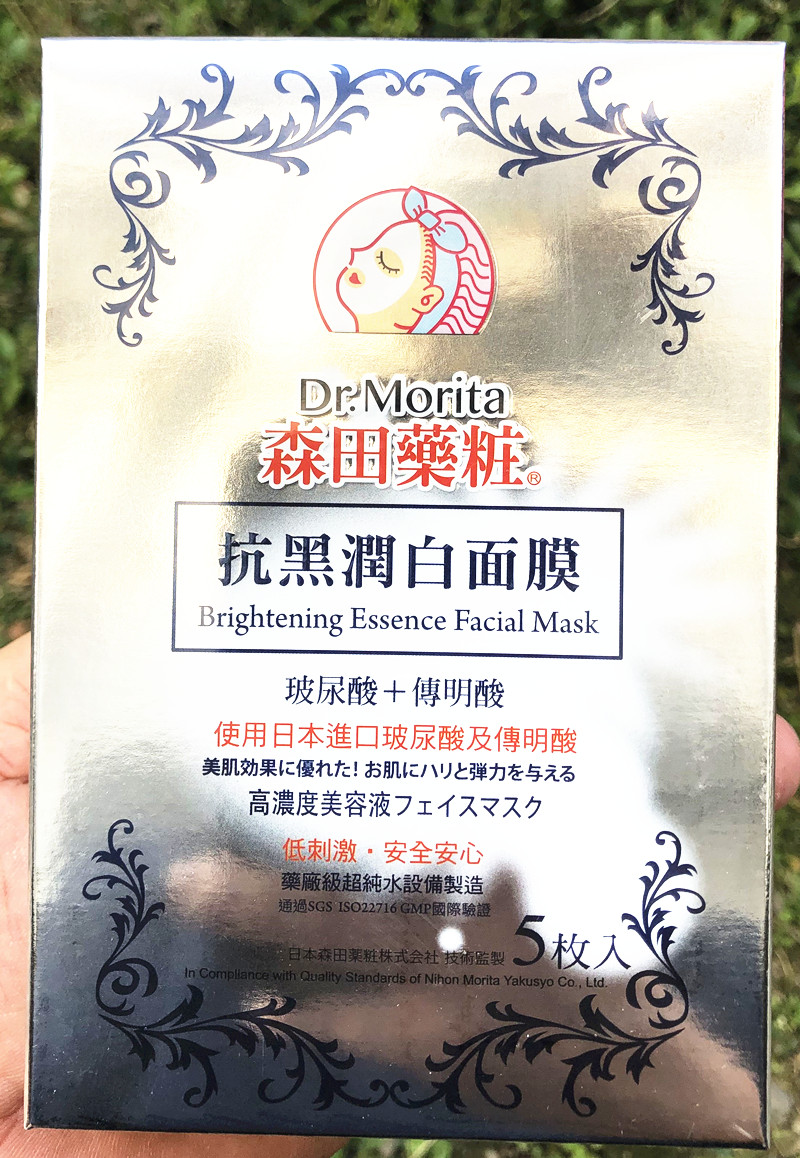 Dr.Morita
森田藥粧®
抗黑潤白面膜
Brightening Essence Facial Mask
玻尿酸＋傳明酸
使用日本進口玻尿酸及傳明酸
美肌効果に優れた！お肌にハリと弾力を与える
高濃度美容液フェイスマスク
低刺激・安全安心
藥廠級超純水設備製造
通過SGS ISO22716 GMP國際驗證
日本森田薬粧株式会社 技術監製
5枚入
In Compliance with Quality Standards of Nihon Morita Yakusyo Co., Ltd.